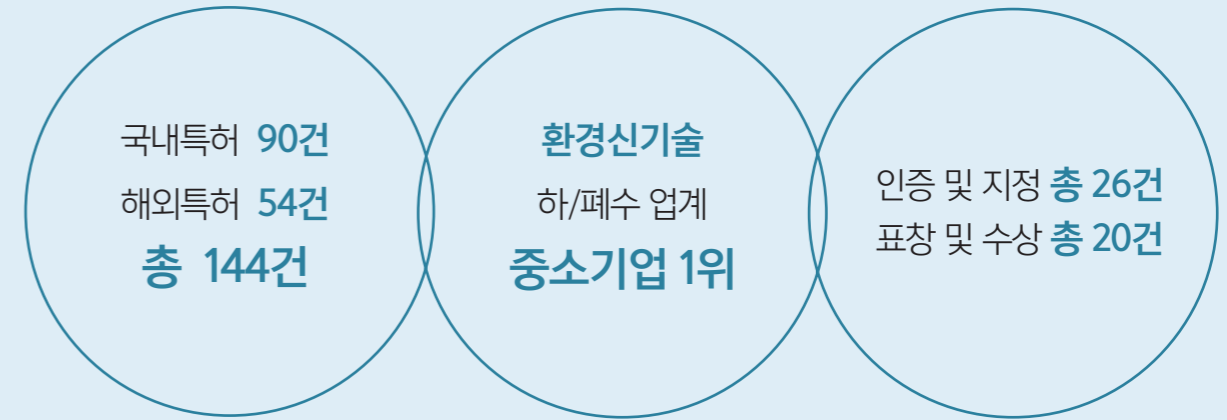 국내특허 90건
해외특허 54건
총 144건
환경신기술
하/폐수 업계
중소기업 1위
인증 및 지정 총 26건
표창 및 수상 총 20건